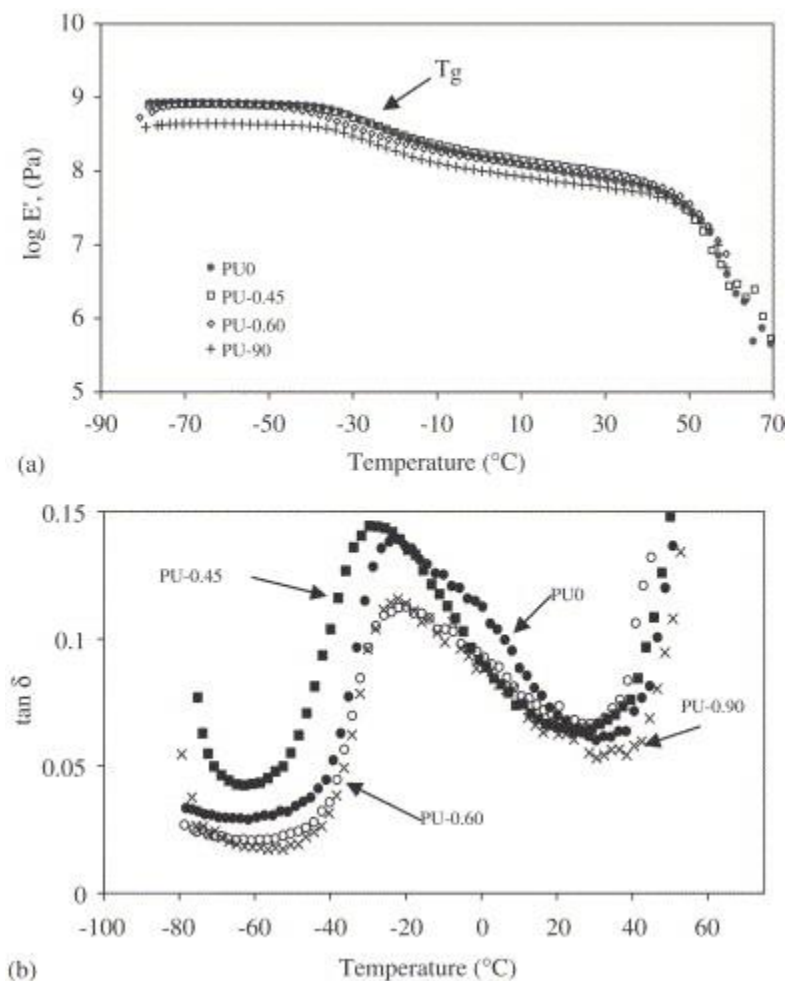 10
9
8
7
6
5
log E', (Pa)
Tg
PU0
PU-0.45
PU-0.60
PU-90
-90 -70 -50 -30 -10 10 30 50 70
(a)
Temperature (°C)
0.15
0.1
0.05
0
tan δ
PU-0.45
PU0
PU-0.90
PU-0.60
-100 -80 -60 -40 -20 0 20 40 60
(b)
Temperature (°C)